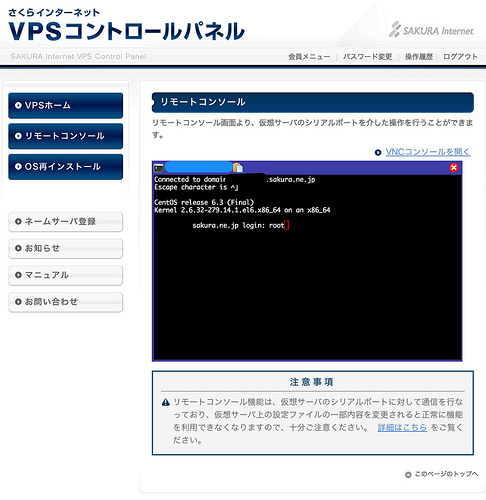 さくらインターネット
VPSコントロールパネル
SAKURA Internet
SAKURA Internet VPS Control Panel
会員メニュー | パスワード変更 | 操作履歴 | ログアウト
VPSホーム
リモートコンソール
OS再インストール
ネームサーバ登録
お知らせ
マニュアル
お問い合わせ
リモートコンソール
リモートコンソール画面より、仮想サーバのシリアルポートを介した操作を行うことができま
す。
VNCコンソールを開く
Connected to domain .sakura.ne.jp
Escape character is ^]
CentOS release 6.3 (Final)
Kernel 2.6.32-279.14.1.el6.x86_64 on an x86_64
sakura.ne.jp login: root
注意事項
リモートコンソール機能は、仮想サーバのシリアルポートに対して通信を行な
っており、仮想サーバ上の設定ファイルの一部内容を変更されると正常に機能
を利用できなくなりますので、十分ご注意ください。 詳細はこちら をご覧く
ださい。
このページのトップへ